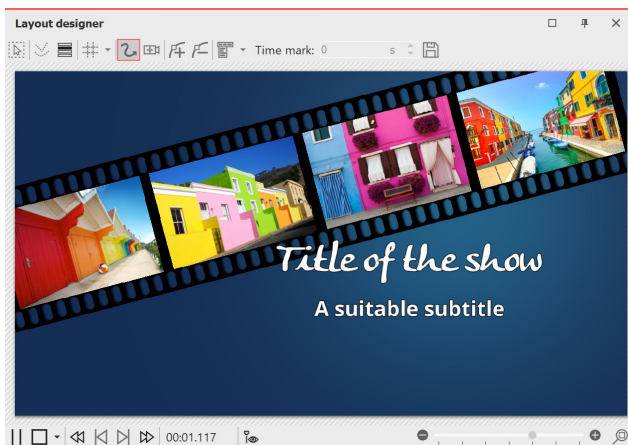 Layout designer
Time mark: 0 s
Title of the show
A suitable subtitle
00:01.117